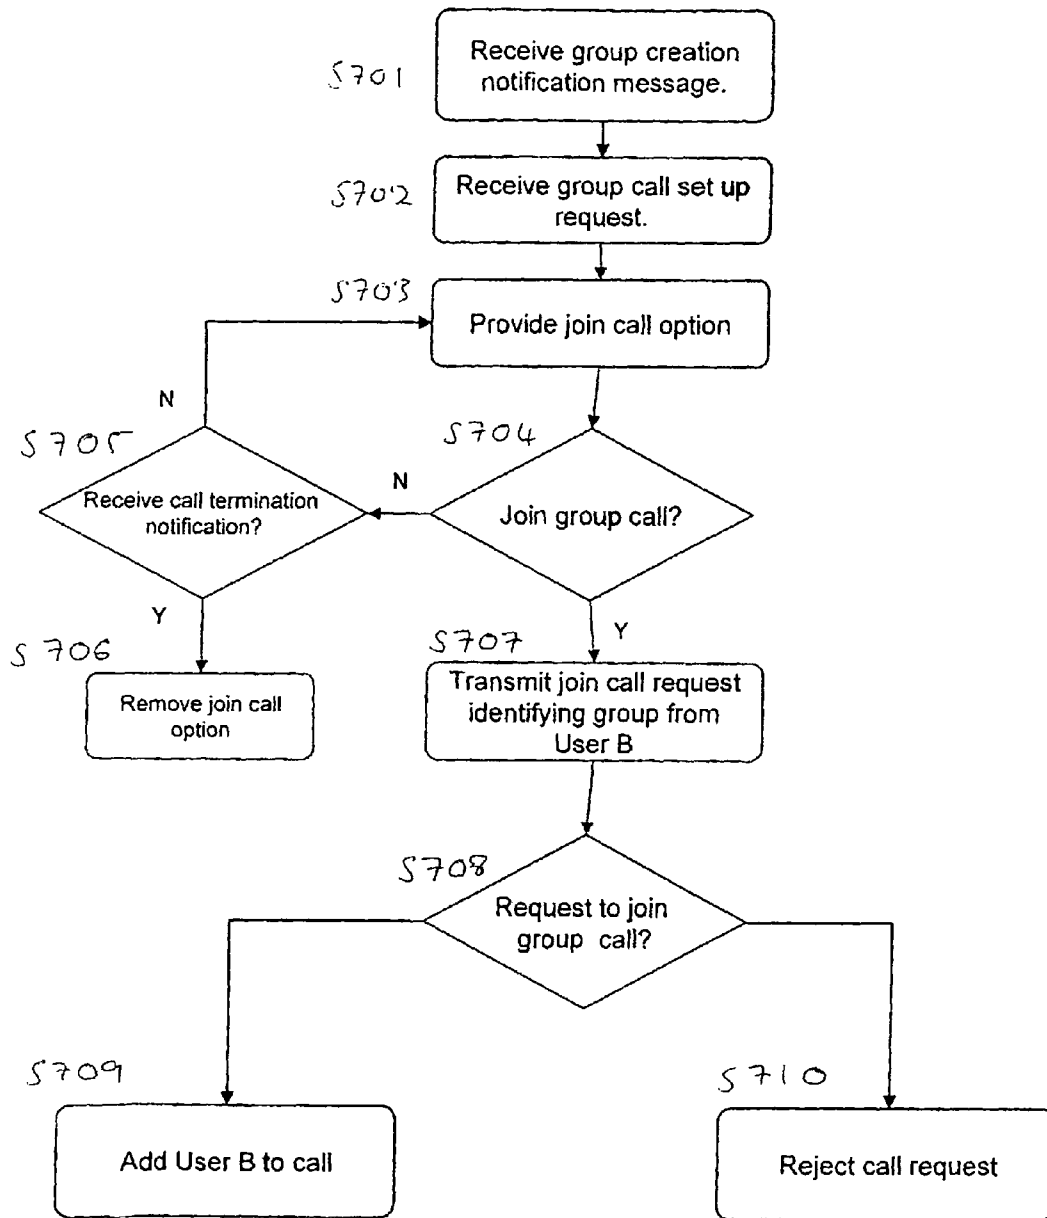 S701
Receive group creation
notification message.
S702
Receive group call set up
request.
S703
Provide join call option
N
S705
Receive call termination
notification?
S704
N
Join group call?
Y
S706
Remove join call
option
Y
S707
Transmit join call request
identifying group from
User B
S708
Request to join
group call?
S709
Add User B to call
S710
Reject call request